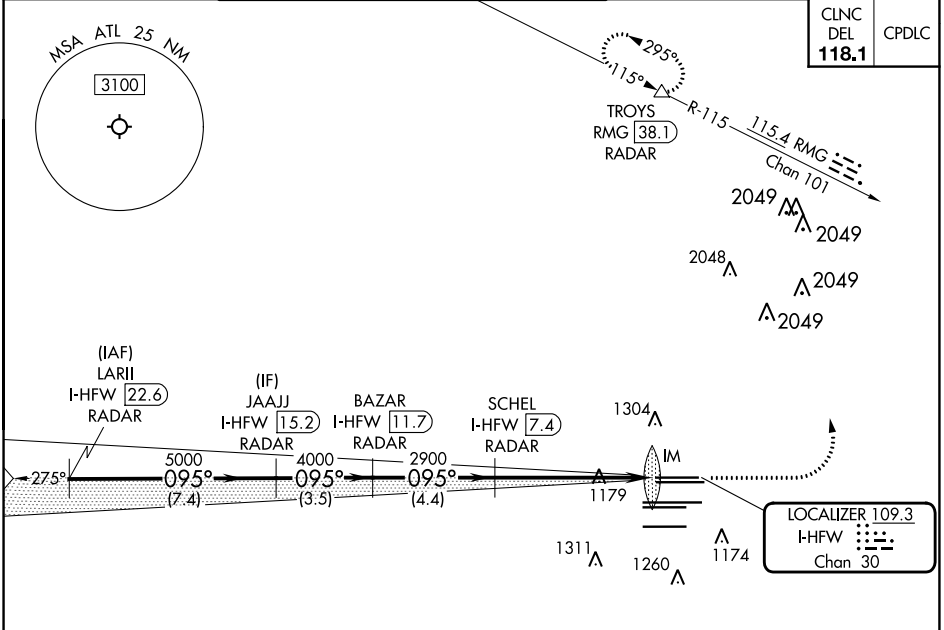 CLNC
DEL
118.1
CPDLC
MSA ATL 25 NM
3100
295°
115°
TROYS
RMG 38.1
RADAR
R-115
115.4 RMG
Chan 101
2049
2049
2048
2049
2049
(IAF)
LARII
I-HFW 22.6
RADAR
(IF)
JAAJJ
I-HFW 15.2
RADAR
BAZAR
I-HFW 11.7
RADAR
SCHEL
I-HFW 7.4
RADAR
1304
IM
275°
5000
095°
(7.4)
4000
095°
(3.5)
2900
095°
(4.4)
1179
LOCALIZER 109.3
I-HFW
Chan 30
1311
1260
1174